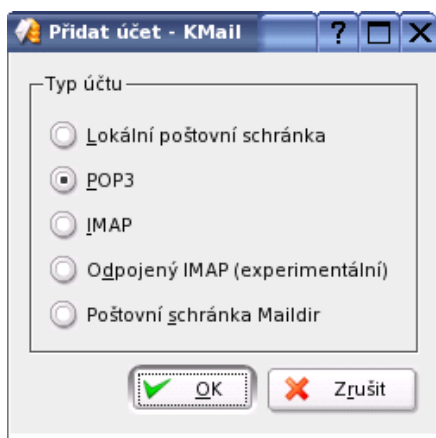 Přidat účet - KMail
Typ účtu
Lokální poštovní schránka
POP3
IMAP
Odpojený IMAP (experimentální)
Poštovní schránka Maildir
OK Zrušit